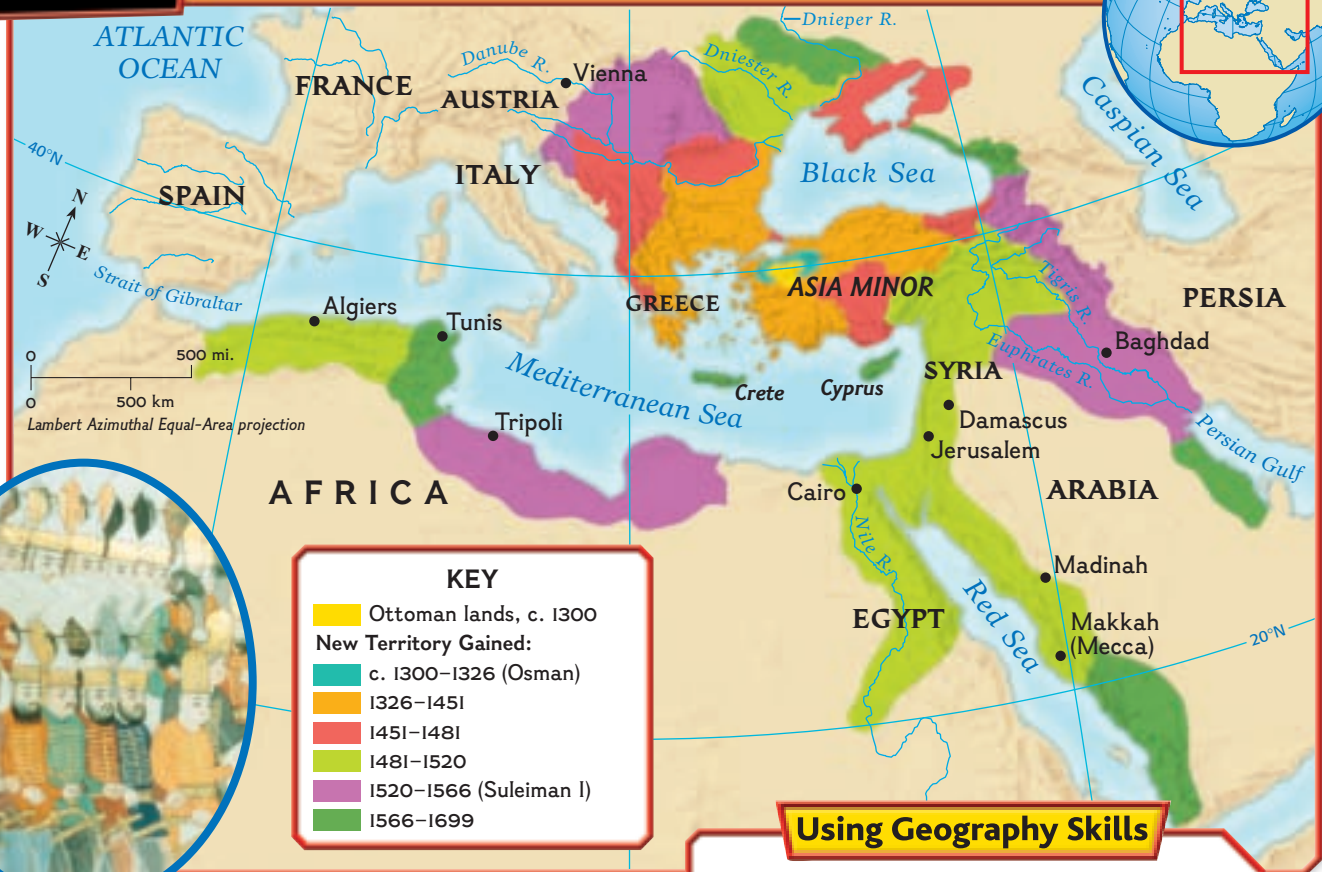 ATLANTIC
OCEAN
Dnieper R.
FRANCE
Danube R.
Vienna
AUSTRIA
Dniester R.
Caspian Sea
40°N
SPAIN
ITALY
Black Sea
N
W
E
S
Strait of Gibraltar
Algiers
Tunis
GREECE
ASIA MINOR
Tigris R.
PERSIA
Baghdad
Euphrates R.
0
500 mi.
0
500 km
Lambert Azimuthal Equal-Area projection
Mediterranean Sea
Crete
Cyprus
SYRIA
Damascus
Jerusalem
Tripoli
Persian Gulf
AFRICA
Cairo
Nile R.
ARABIA
Madinah
EGYPT
Red Sea
Makkah
(Mecca)
20°N
KEY
Ottoman lands, c. 1300
New Territory Gained:
c. 1300–1326 (Osman)
1326–1451
1451–1481
1481–1520
1520–1566 (Suleiman I)
1566–1699
Using Geography Skills